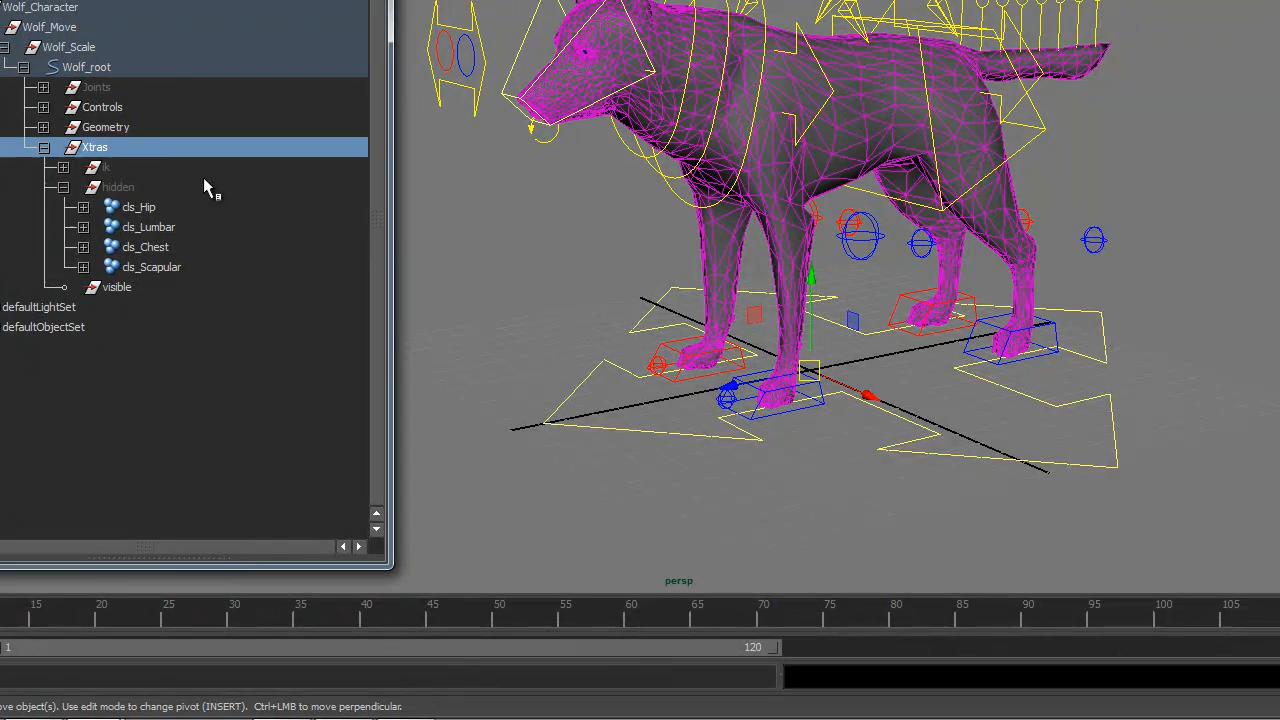 Wolf_Character
Wolf_Move
Wolf_Scale
Wolf_root
Joints
Controls
Geometry
Xtras
ik
hidden
cls_Hip
cls_Lumbar
cls_Chest
cls_Scapular
visible
defaultLightSet
defaultObjectSet
persp
15 20 25 30 35 40 45 50 55 60 65 70 75 80 85 90 95 100 105
1 120
ve object(s). Use edit mode to change pivot (INSERT). Ctrl+LMB to move perpendicular.